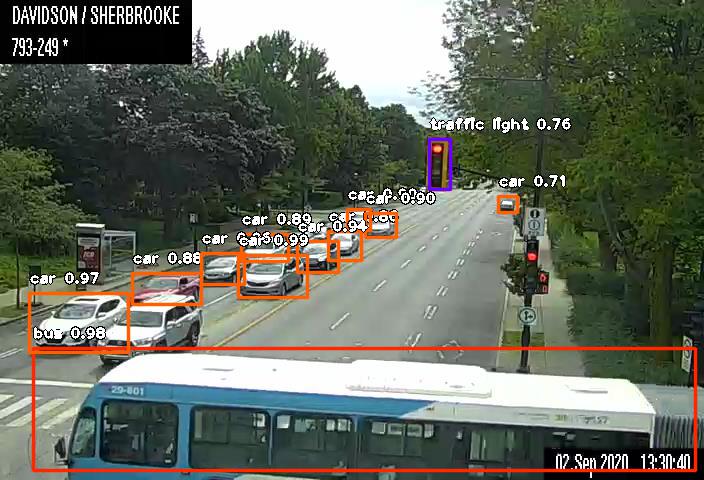 DAVIDSON / SHERBROOKE
793-249 *
traffic light 0.76
car 0.71
car 0.90
car 0.89
car 0.94
car 0.99
car 0.88
car 0.97
bus 0.98
29-801
02 Sep 2020 13:30:40